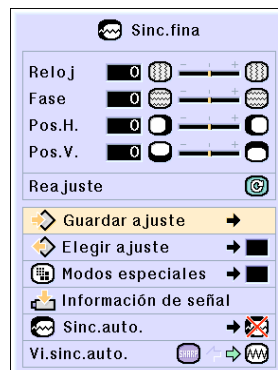 Sinc.fina
Reloj 0
Fase 0
Pos.H. 0
Pos.V. 0
Reajuste
Guardar ajuste
Elegir ajuste
Modos especiales
Información de señal
Sinc.auto.
Vi.sinc.auto.